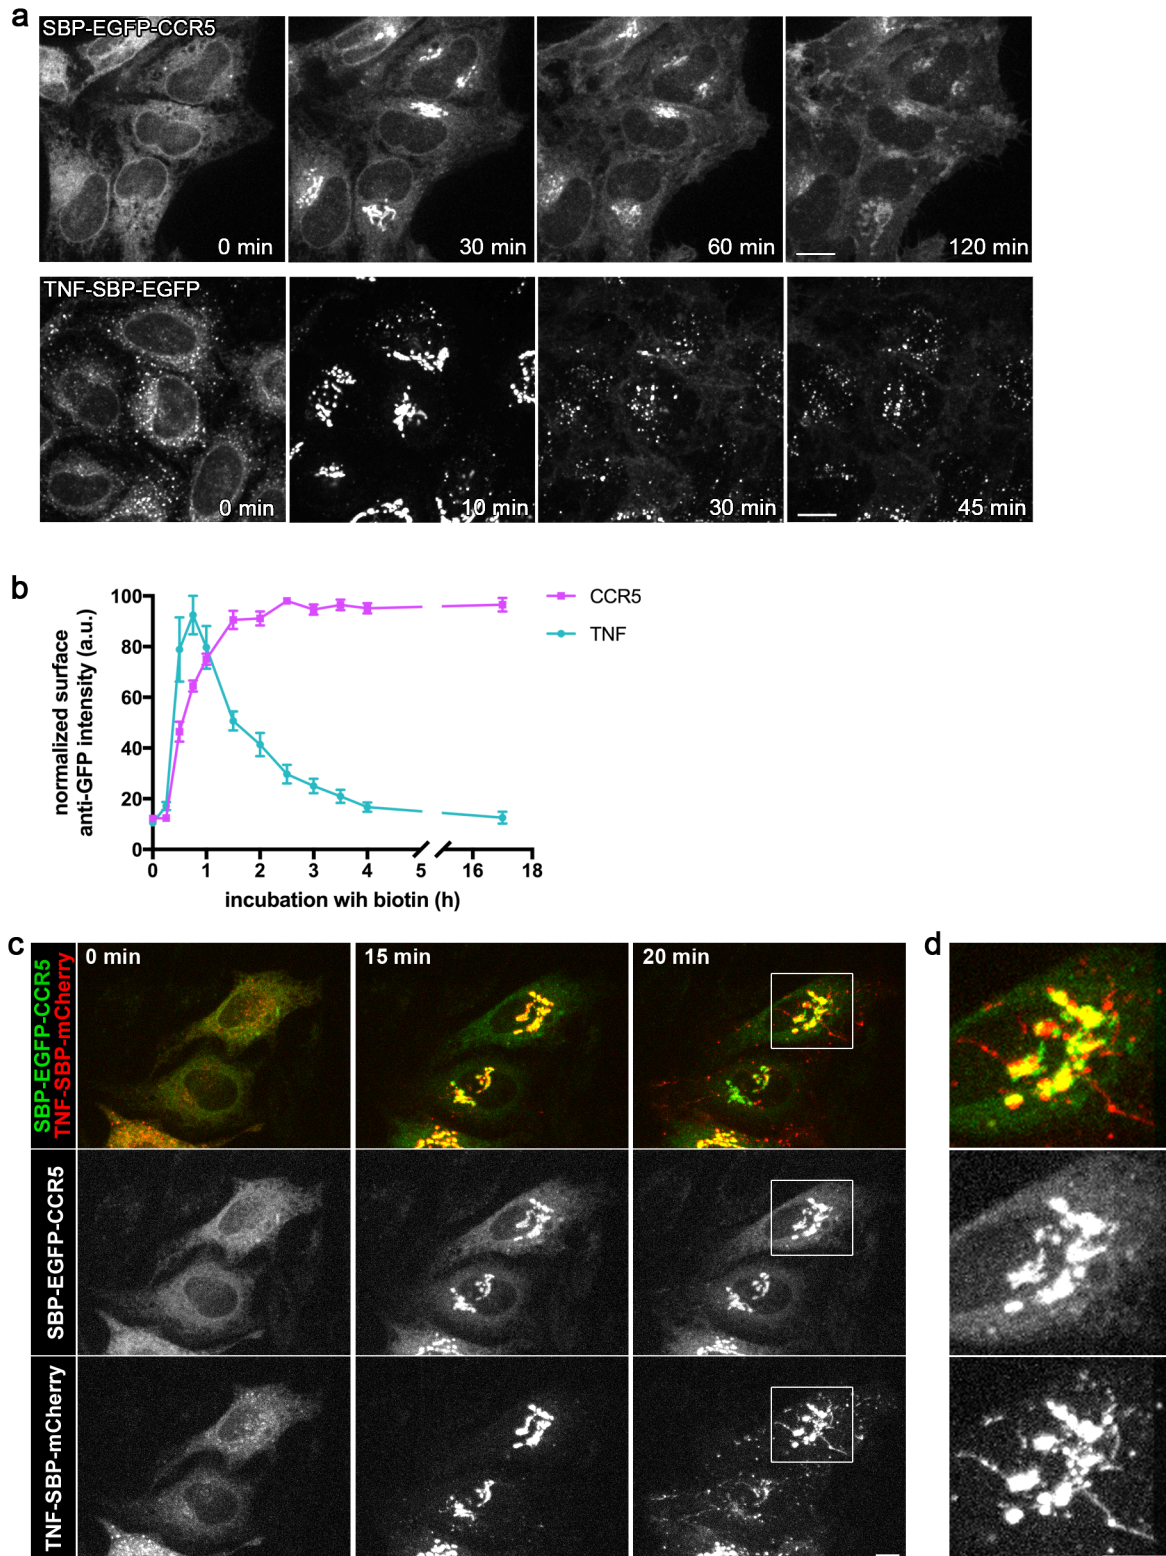 a
SBP-EGFP-CCR5
0 min
30 min
60 min
120 min
TNF-SBP-EGFP
0 min
10 min
30 min
45 min
b
100
80
60
40
20
0
normalized surface
anti-GFP intensity (a.u.)
0 1 2 3 4 5 16 18
incubation wih biotin (h)
CCR5
TNF
c
SBP-EGFP-CCR5
TNF-SBP-mCherry
0 min
15 min
20 min
SBP-EGFP-CCR5
TNF-SBP-mCherry
d